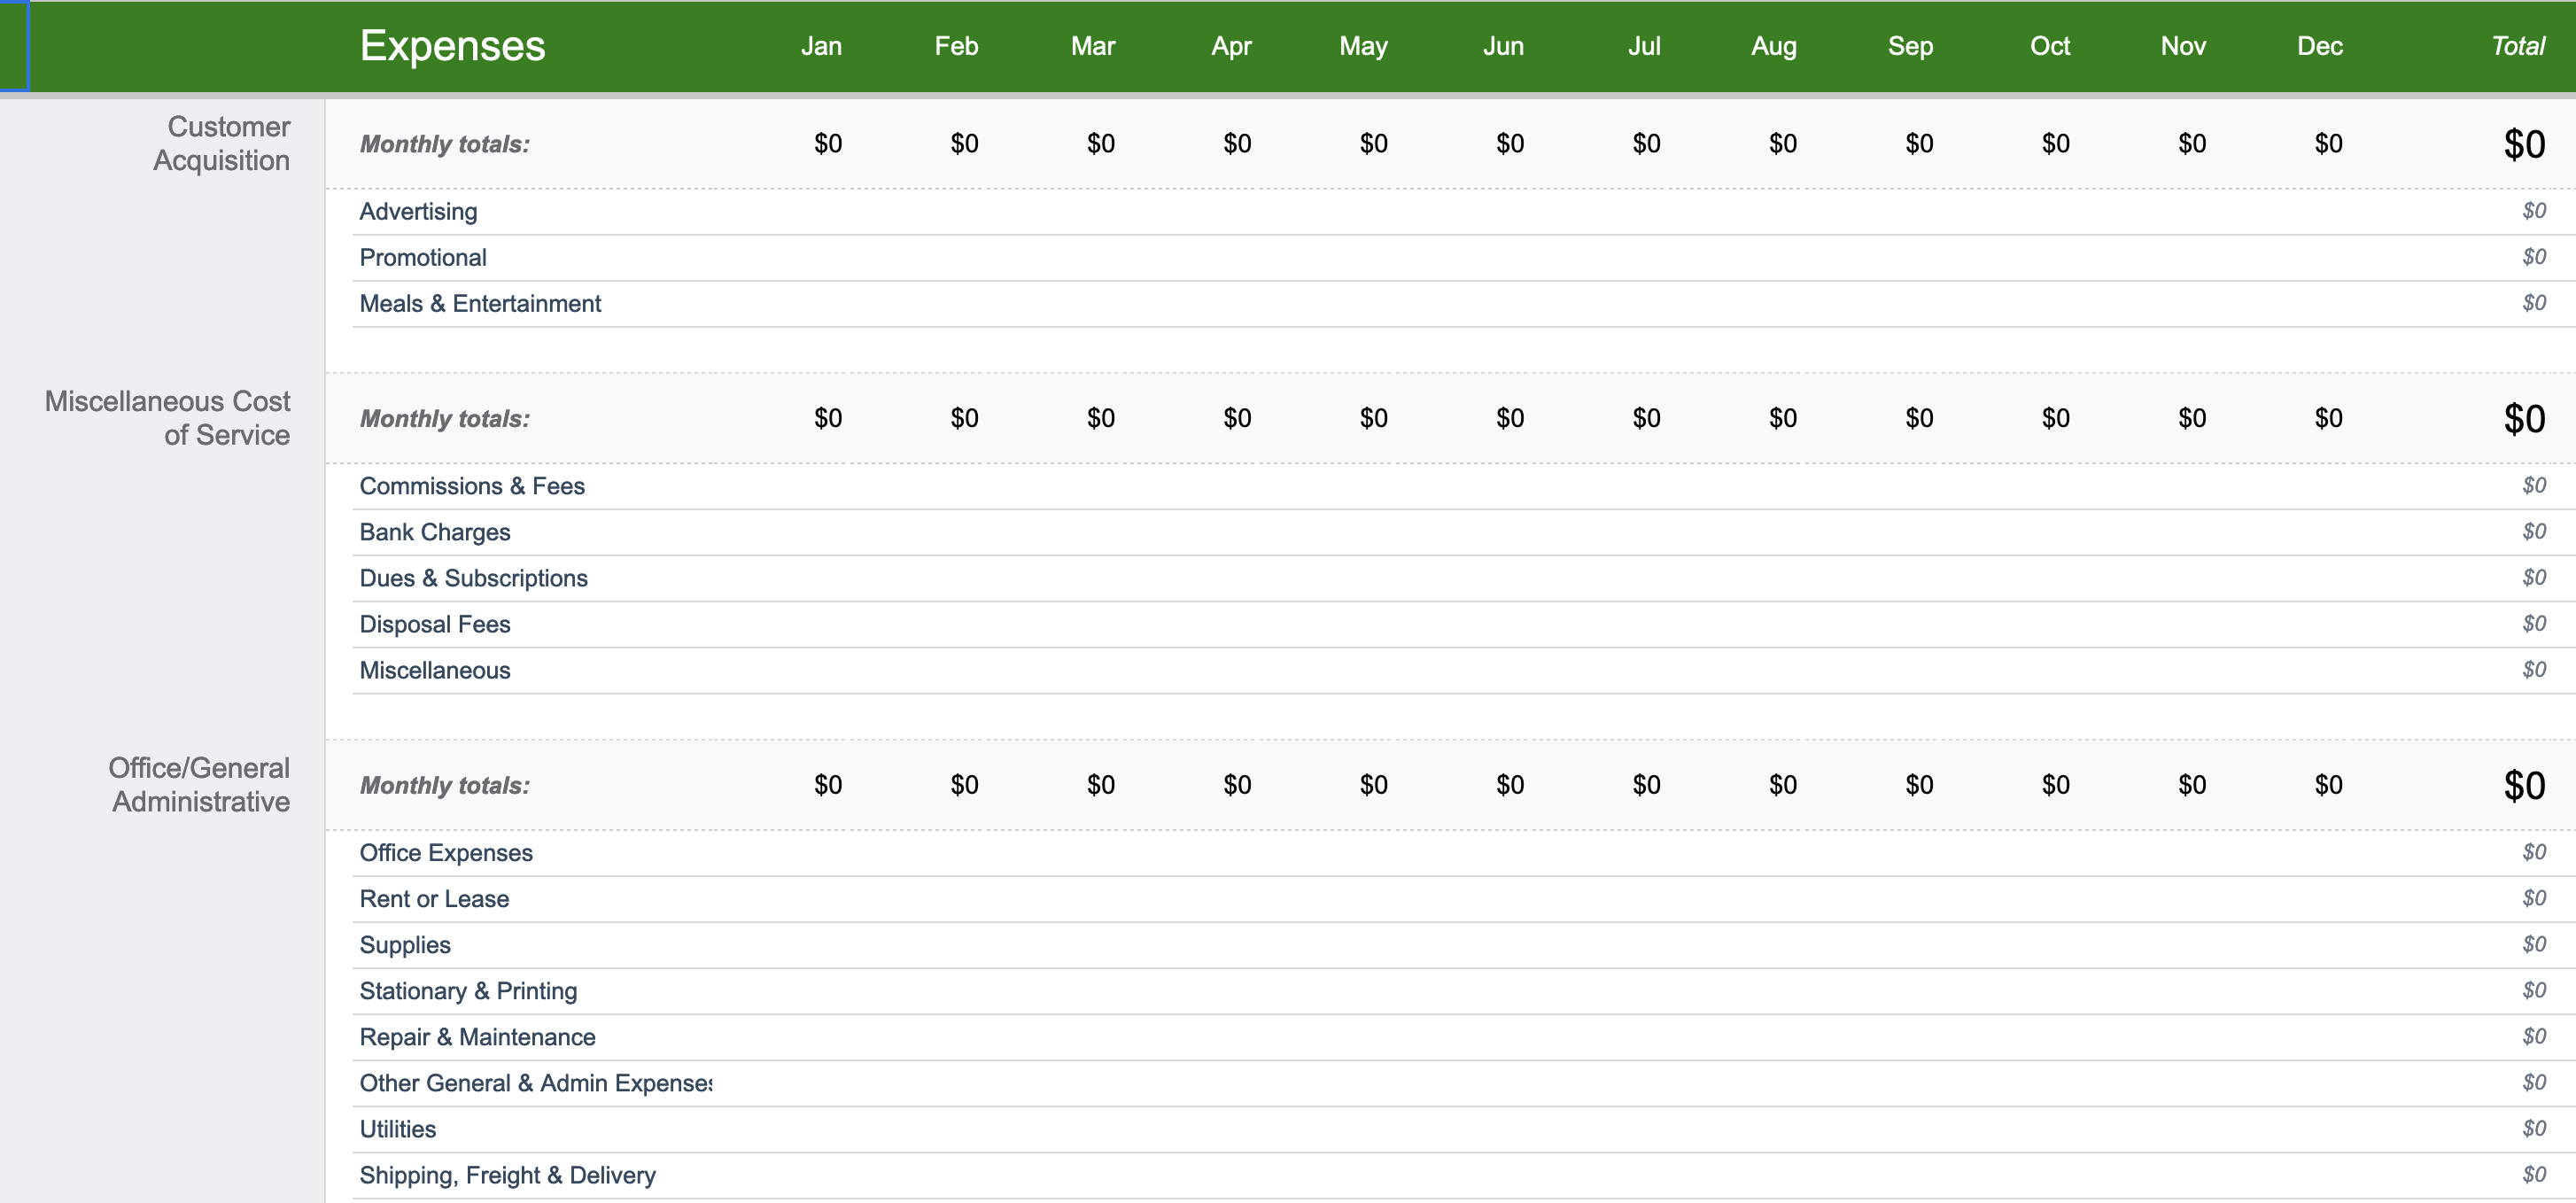 Expenses Jan Feb Mar Apr May Jun Jul Aug Sep Oct Nov Dec Total
Customer
Acquisition
Monthly totals: $0 $0 $0 $0 $0 $0 $0 $0 $0 $0 $0 $0 $0
Advertising $0
Promotional $0
Meals & Entertainment $0
Miscellaneous Cost
of Service
Monthly totals: $0 $0 $0 $0 $0 $0 $0 $0 $0 $0 $0 $0 $0
Commissions & Fees $0
Bank Charges $0
Dues & Subscriptions $0
Disposal Fees $0
Miscellaneous $0
Office/General
Administrative
Monthly totals: $0 $0 $0 $0 $0 $0 $0 $0 $0 $0 $0 $0 $0
Office Expenses $0
Rent or Lease $0
Supplies $0
Stationary & Printing $0
Repair & Maintenance $0
Other General & Admin Expenses $0
Utilities $0
Shipping, Freight & Delivery $0